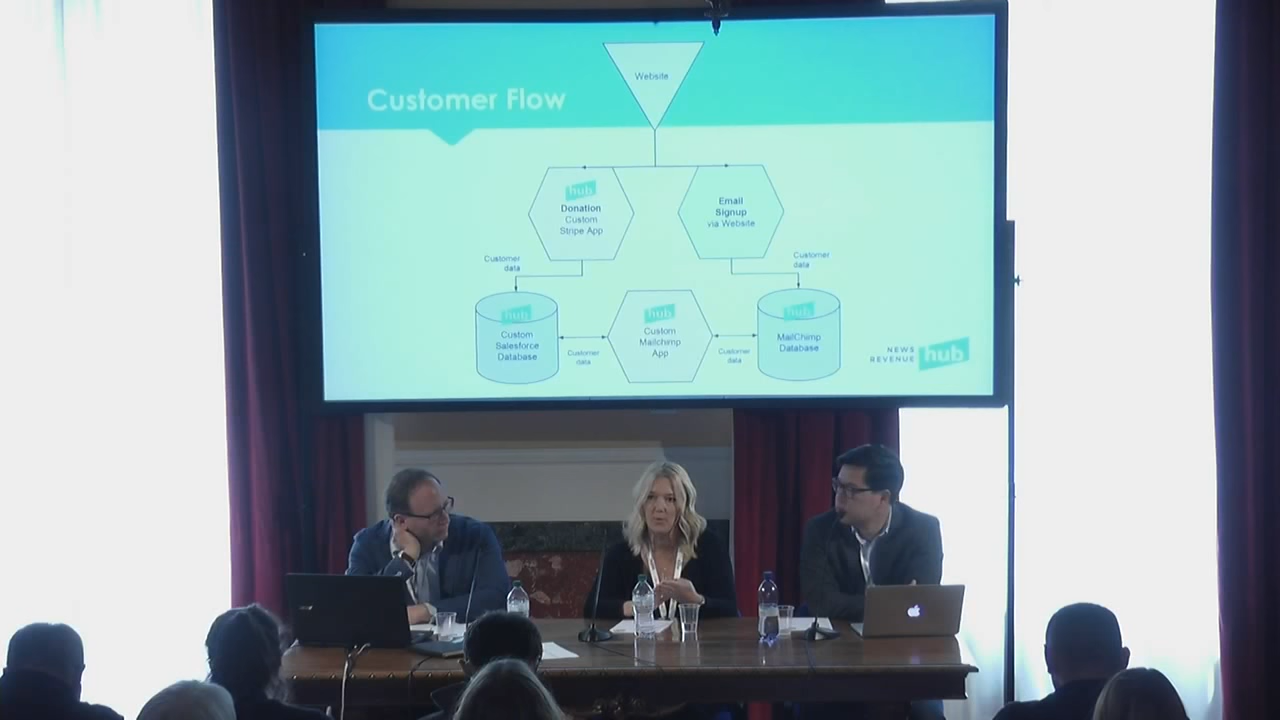 Website
Customer Flow
hub
Donation
Custom
Stripe App
Email
Signup
via Website
Customer
data
Customer
data
hub
Custom
Salesforce
Database
hub
Custom
Mailchimp
App
hub
MailChimp
Database
Customer
data
Customer
data
NEWS
REVENUE
hub